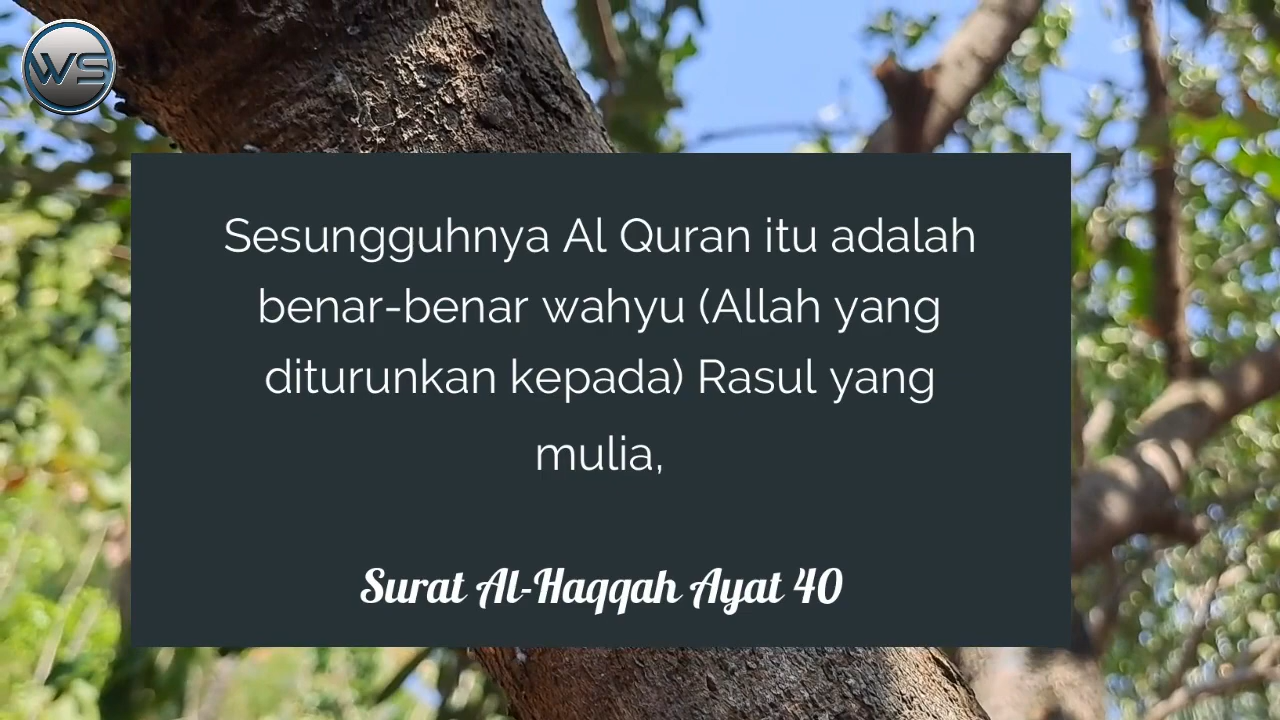 WS
Sesungguhnya Al Quran itu adalah
benar-benar wahyu (Allah yang
diturunkan kepada) Rasul yang
mulia,
Surat Al-Haqqah Ayat 40